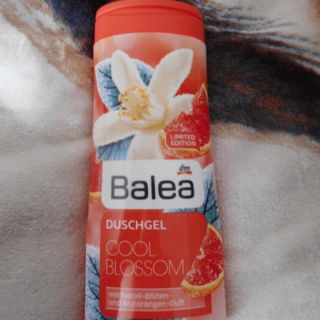 LIMITED
EDITION
dm
Balea
DUSCHGEL
COOL
BLOSSOM
mit Neroli-Blüten-
und Blutorangen-Duft